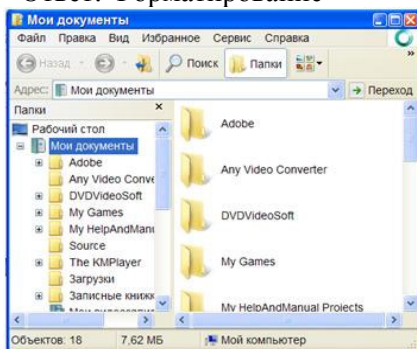 Мои документы
Файл Правка Вид Избранное Сервис Справка
Назад Поиск Папки
Адрес: Мои документы Переход
Папки
Рабочий стол
Мои документы
Adobe
Any Video Conve
DVDVideoSoft
My Games
My HelpAndManu
Source
The KMPlayer
Загрузки
Записные книжк
Adobe
Any Video Converter
DVDVideoSoft
My Games
My HelpAndManual Projects
Объектов: 18 7,62 МБ Мой компьютер